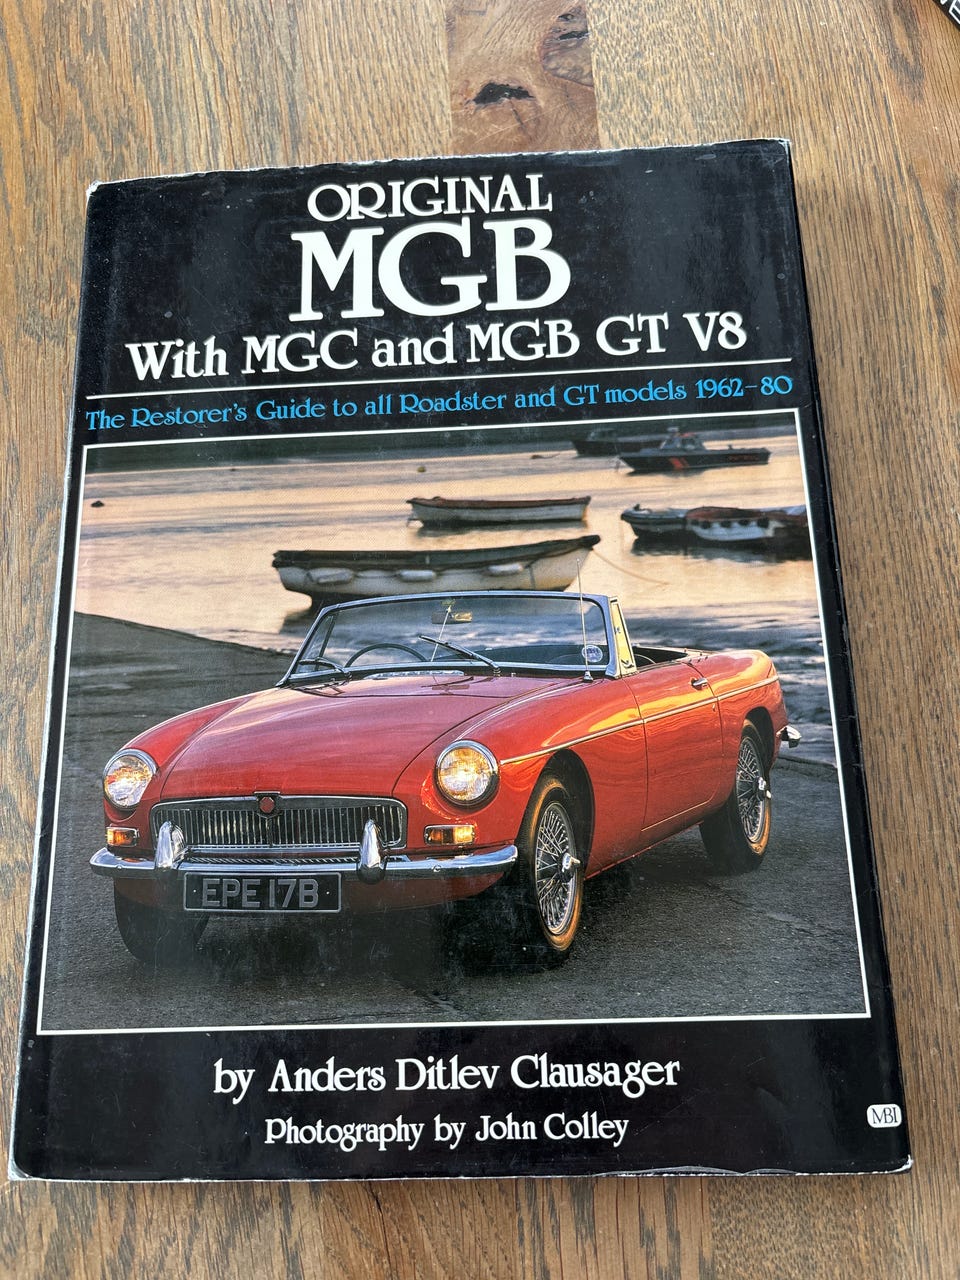 ORIGINAL
MGB
With MGC and MGB GT V8
The Restorer's Guide to all Roadster and GT models 1962-80
PATROL
EPE 17B
by Anders Ditlev Clausager
Photography by John Colley
MBI